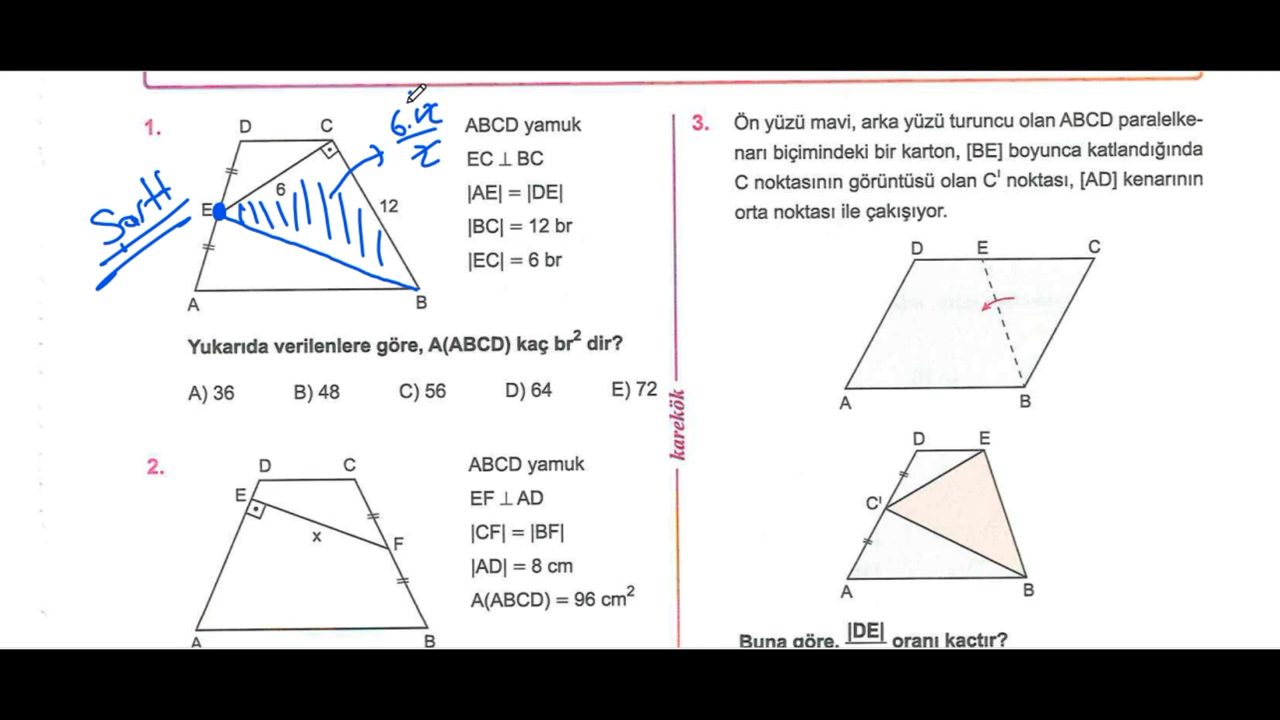 1.
D C
E 6 12
A B
Sarttt
6.12
ABCD yamuk
EC ⊥ BC
|AE| = |DE|
|BC| = 12 br
|EC| = 6 br
Yukarıda verilenlere göre, A(ABCD) kaç br² dir?
A) 36 B) 48 C) 56 D) 64 E) 72
2.
D C
E
x F
A B
ABCD yamuk
EF ⊥ AD
|CF| = |BF|
|AD| = 8 cm
A(ABCD) = 96 cm²
karekök
3. Ön yüzü mavi, arka yüzü turuncu olan ABCD paralelke-
narı biçimindeki bir karton, [BE] boyunca katlandığında
C noktasının görüntüsü olan C' noktası, [AD] kenarının
orta noktası ile çakışıyor.
D E C
A B
D E
C'
A B
Buna göre, |DE| oranı kaçtır?